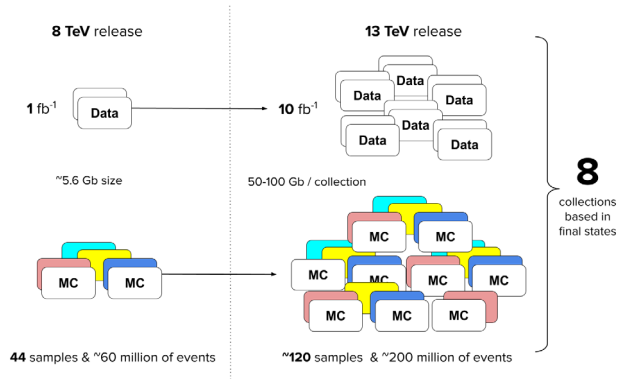 8 TeV release
13 TeV release
1 fb-1
Data
10 fb-1
Data
Data
Data
Data
Data
Data
~5.6 Gb size
50-100 Gb / collection
8
collections
based in
final states
MC
MC
MC
MC
MC
MC
MC
MC
MC
MC
MC
MC
44 samples & ~60 million of events
~120 samples & ~200 million of events